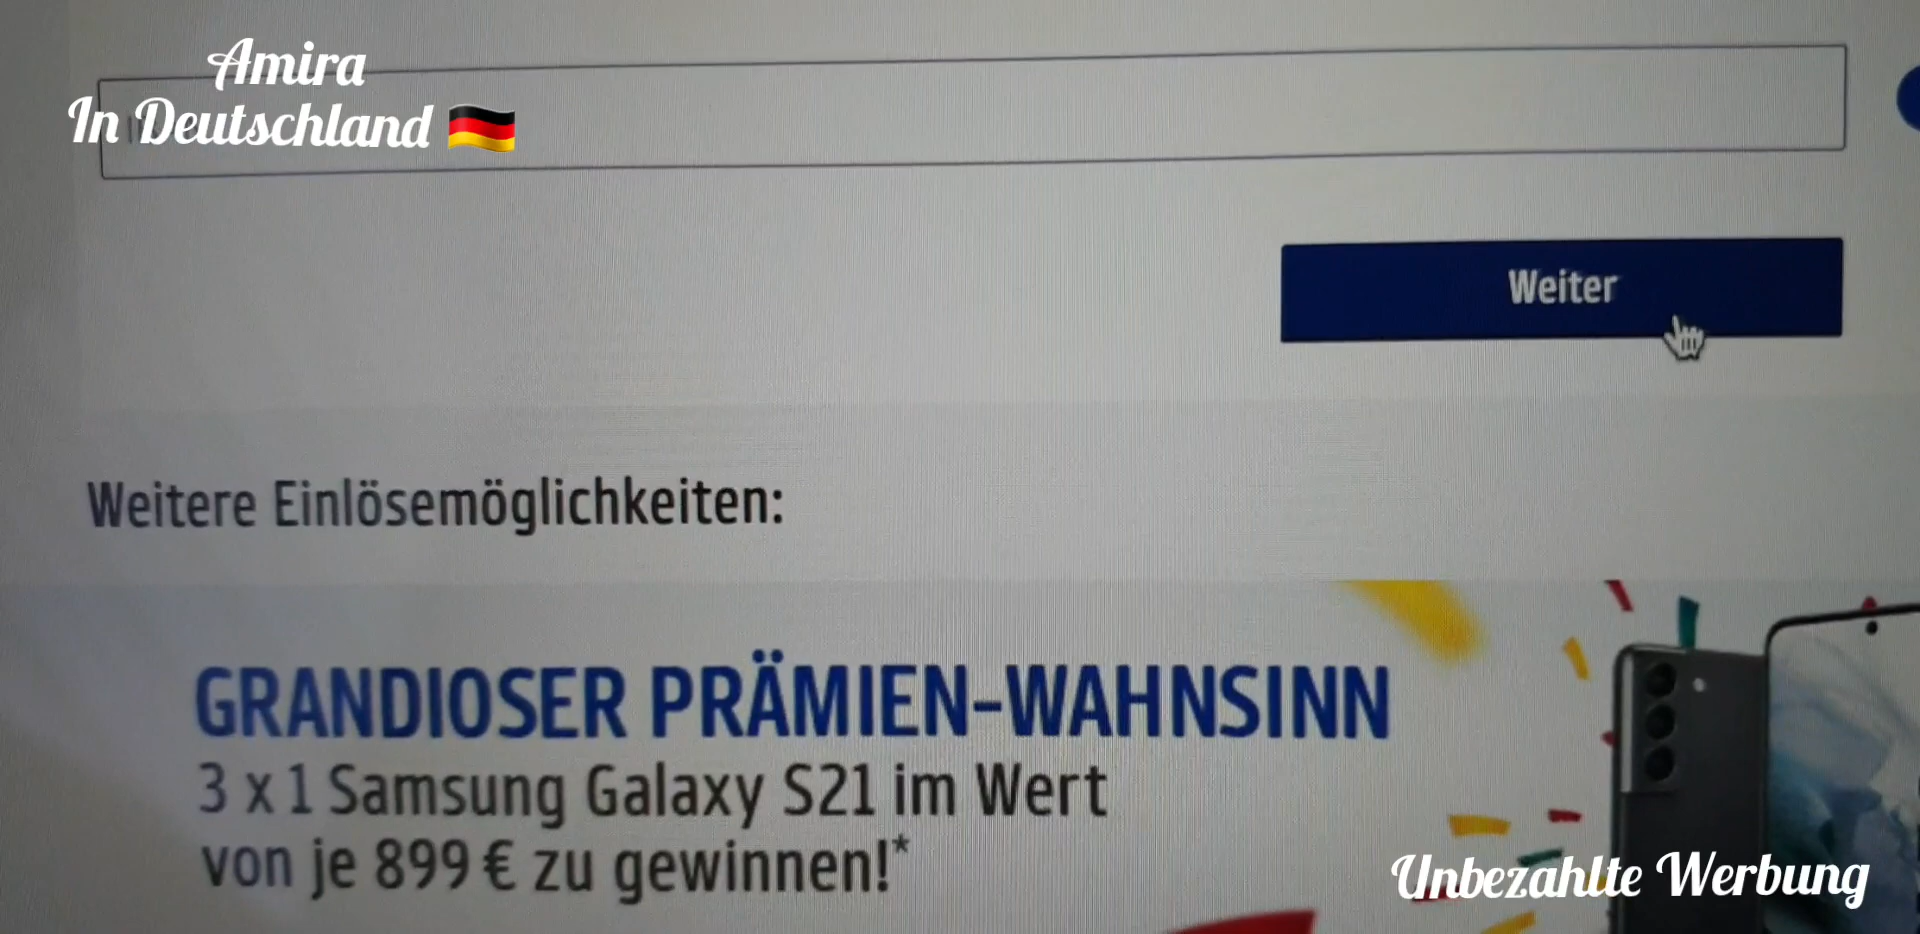 Amira
In Deutschland
Weiter
Weitere Einlösemöglichkeiten:
GRANDIOSER PRÄMIEN-WAHNSINN
3 x 1 Samsung Galaxy S21 im Wert
von je 899 € zu gewinnen!*
Unbezahlte Werbung